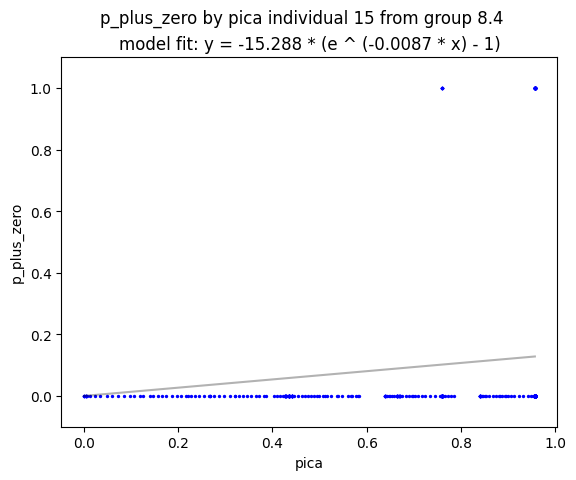 p_plus_zero by pica individual 15 from group 8.4
model fit: y = -15.288 * (e ^ (-0.0087 * x) - 1)
1.0
0.8
0.6
0.4
0.2
0.0
p_plus_zero
0.0 0.2 0.4 0.6 0.8 1.0
pica